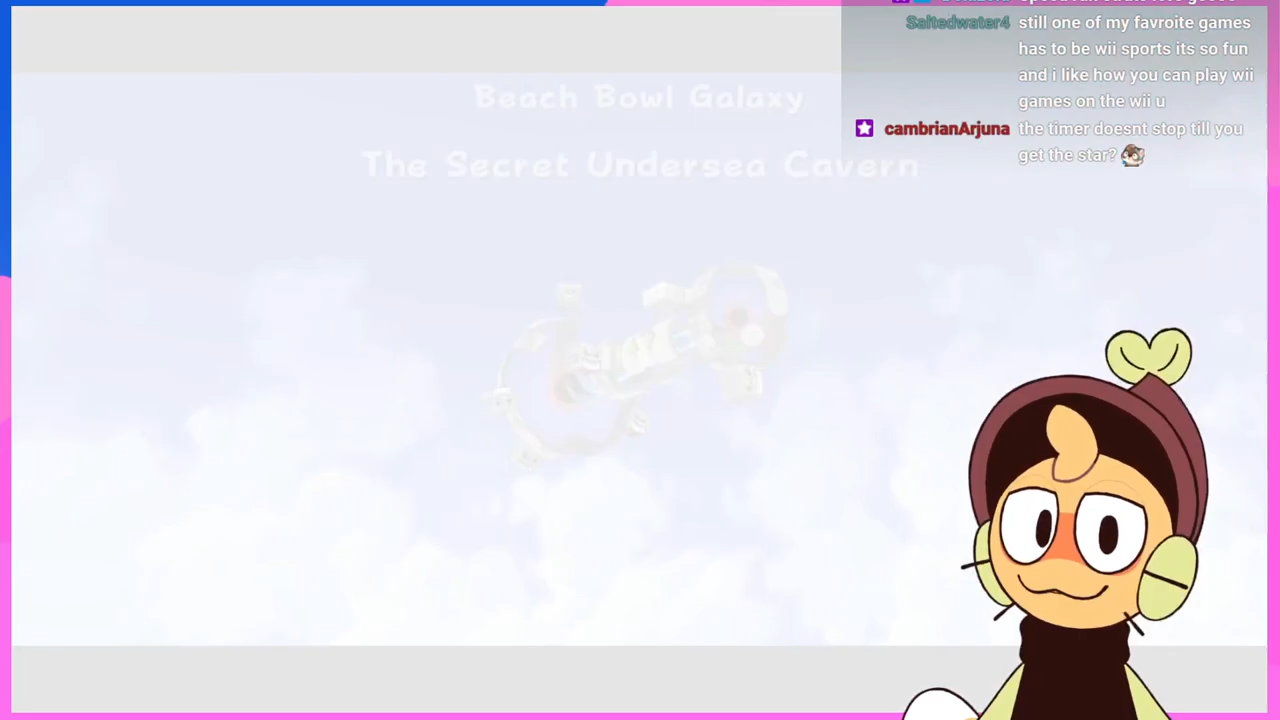 Saltedwater4 still one of my favroite games
has to be wii sports its so fun
and i like how you can play wii
games on the wii u
cambrianArjuna the timer doesnt stop till you
get the star?
Beach Bowl Galaxy
The Secret Undersea Cavern